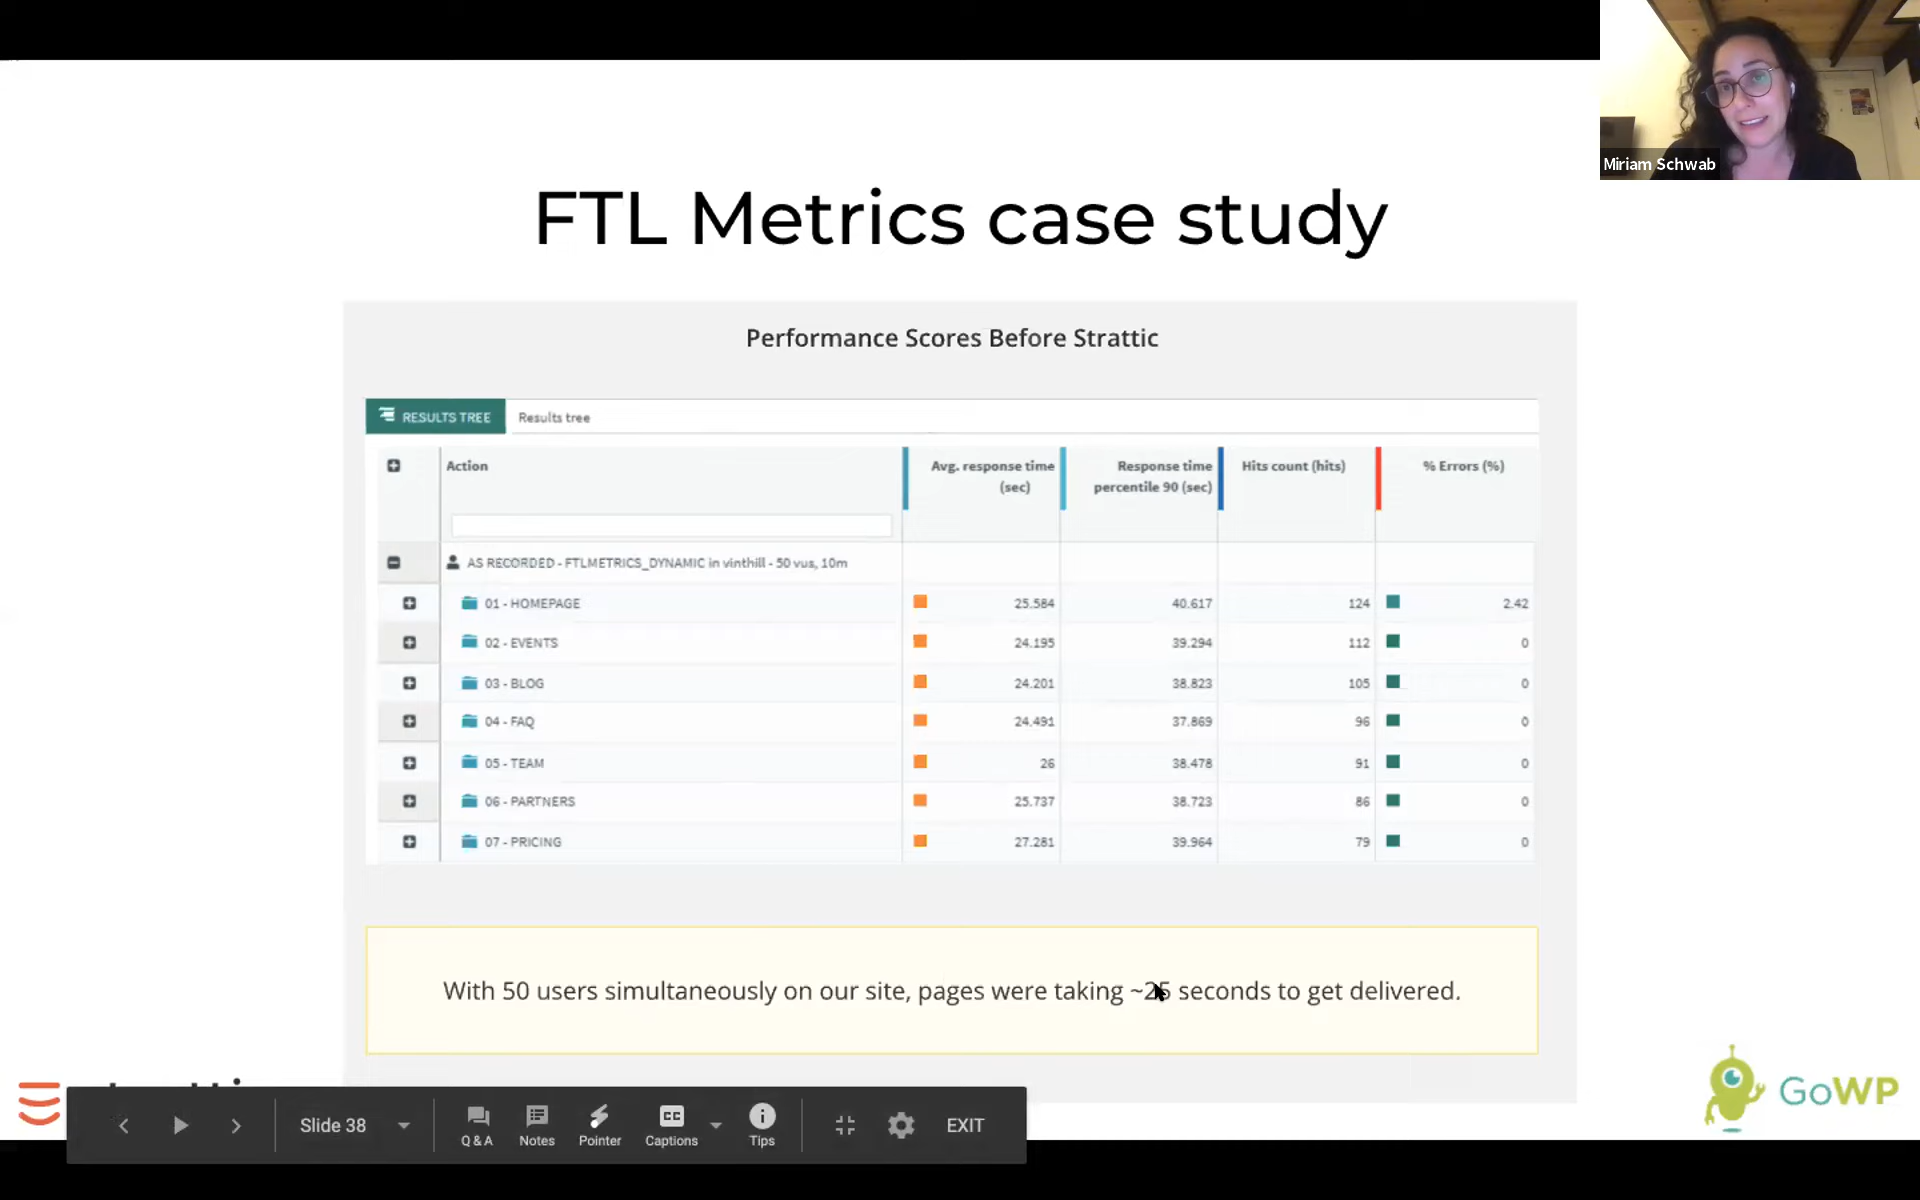 Miriam Schwab
FTL Metrics case study
Performance Scores Before Strattic
RESULTS TREE Results tree
Action Avg. response time (sec) Response time percentile 90 (sec) Hits count (hits) % Errors (%)
AS RECORDED - FTLMETRICS_DYNAMIC in vinthill - 50 vus, 10m
01 - HOMEPAGE 25.584 40.617 124 2.42
02 - EVENTS 24.195 39.294 112 0
03 - BLOG 24.201 38.823 105 0
04 - FAQ 24.491 37.869 96 0
05 - TEAM 26 38.478 91 0
06 - PARTNERS 25.737 38.723 86 0
07 - PRICING 27.281 39.964 79 0
With 50 users simultaneously on our site, pages were taking ~25 seconds to get delivered.
GoWP
Slide 38 Q & A Notes Pointer CC Captions Tips EXIT